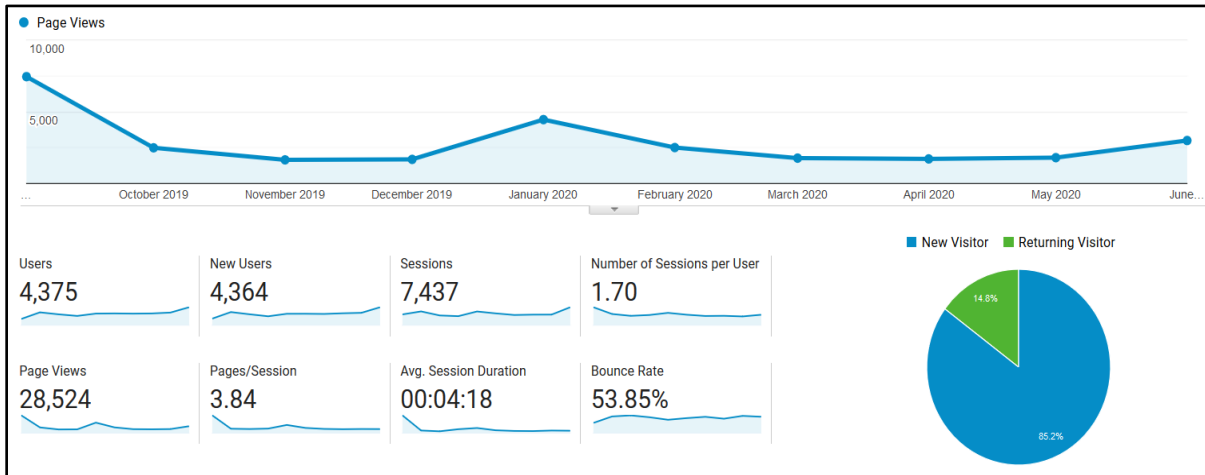 Page Views
10,000
5,000
... October 2019 November 2019 December 2019 January 2020 February 2020 March 2020 April 2020 May 2020 June...
New Visitor Returning Visitor
Users New Users Sessions Number of Sessions per User
4,375 4,364 7,437 1.70
14.8%
Page Views Pages/Session Avg. Session Duration Bounce Rate
28,524 3.84 00:04:18 53.85%
85.2%